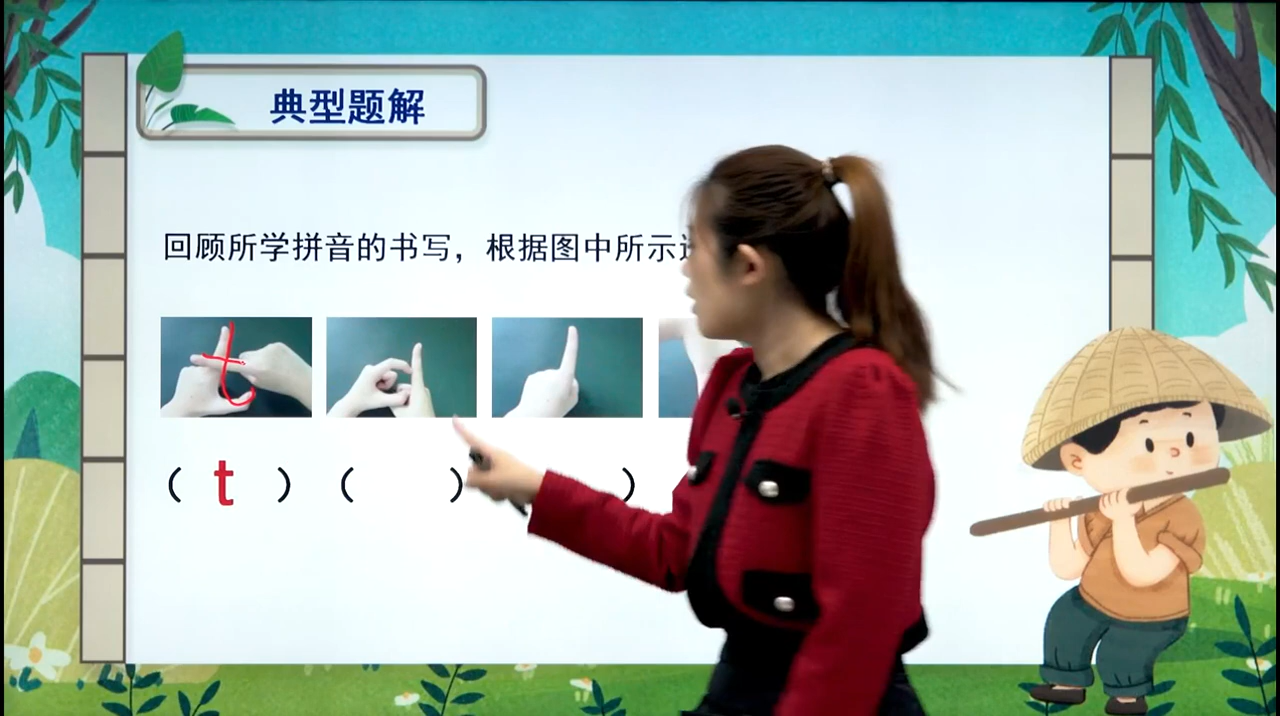 典型题解
回顾所学拼音的书写，根据图中所示
t
( t ) ( ) )